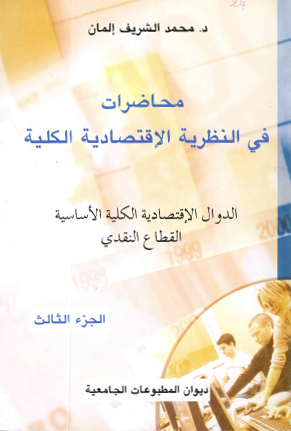 د. محمد الشريف إلمان
محاضرات
في النظرية الإقتصادية الكلية
الدوال الإقتصادية الكلية الأساسية
القطاع النقدي
الجزء الثالث
ديوان المطبوعات الجامعية
1999